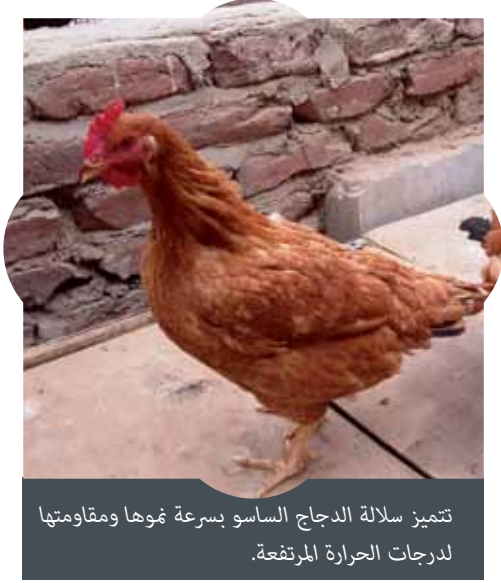 تتميز سلالة الدجاج الساسو بسرعة نموها ومقاومتها
لدرجات الحرارة المرتفعة.